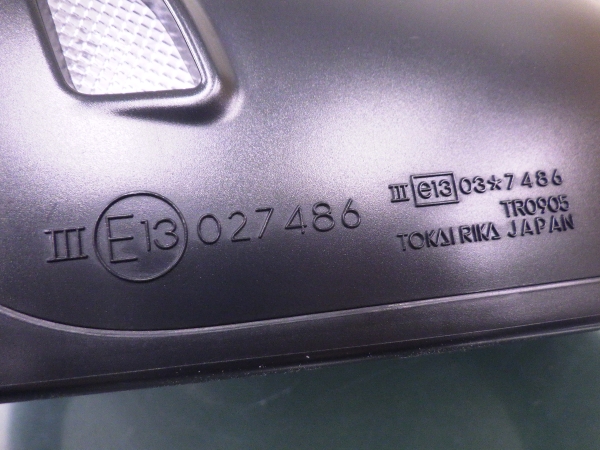 III E13 027486
III e13 03*7486
TR0905
TOKAI RIKA JAPAN